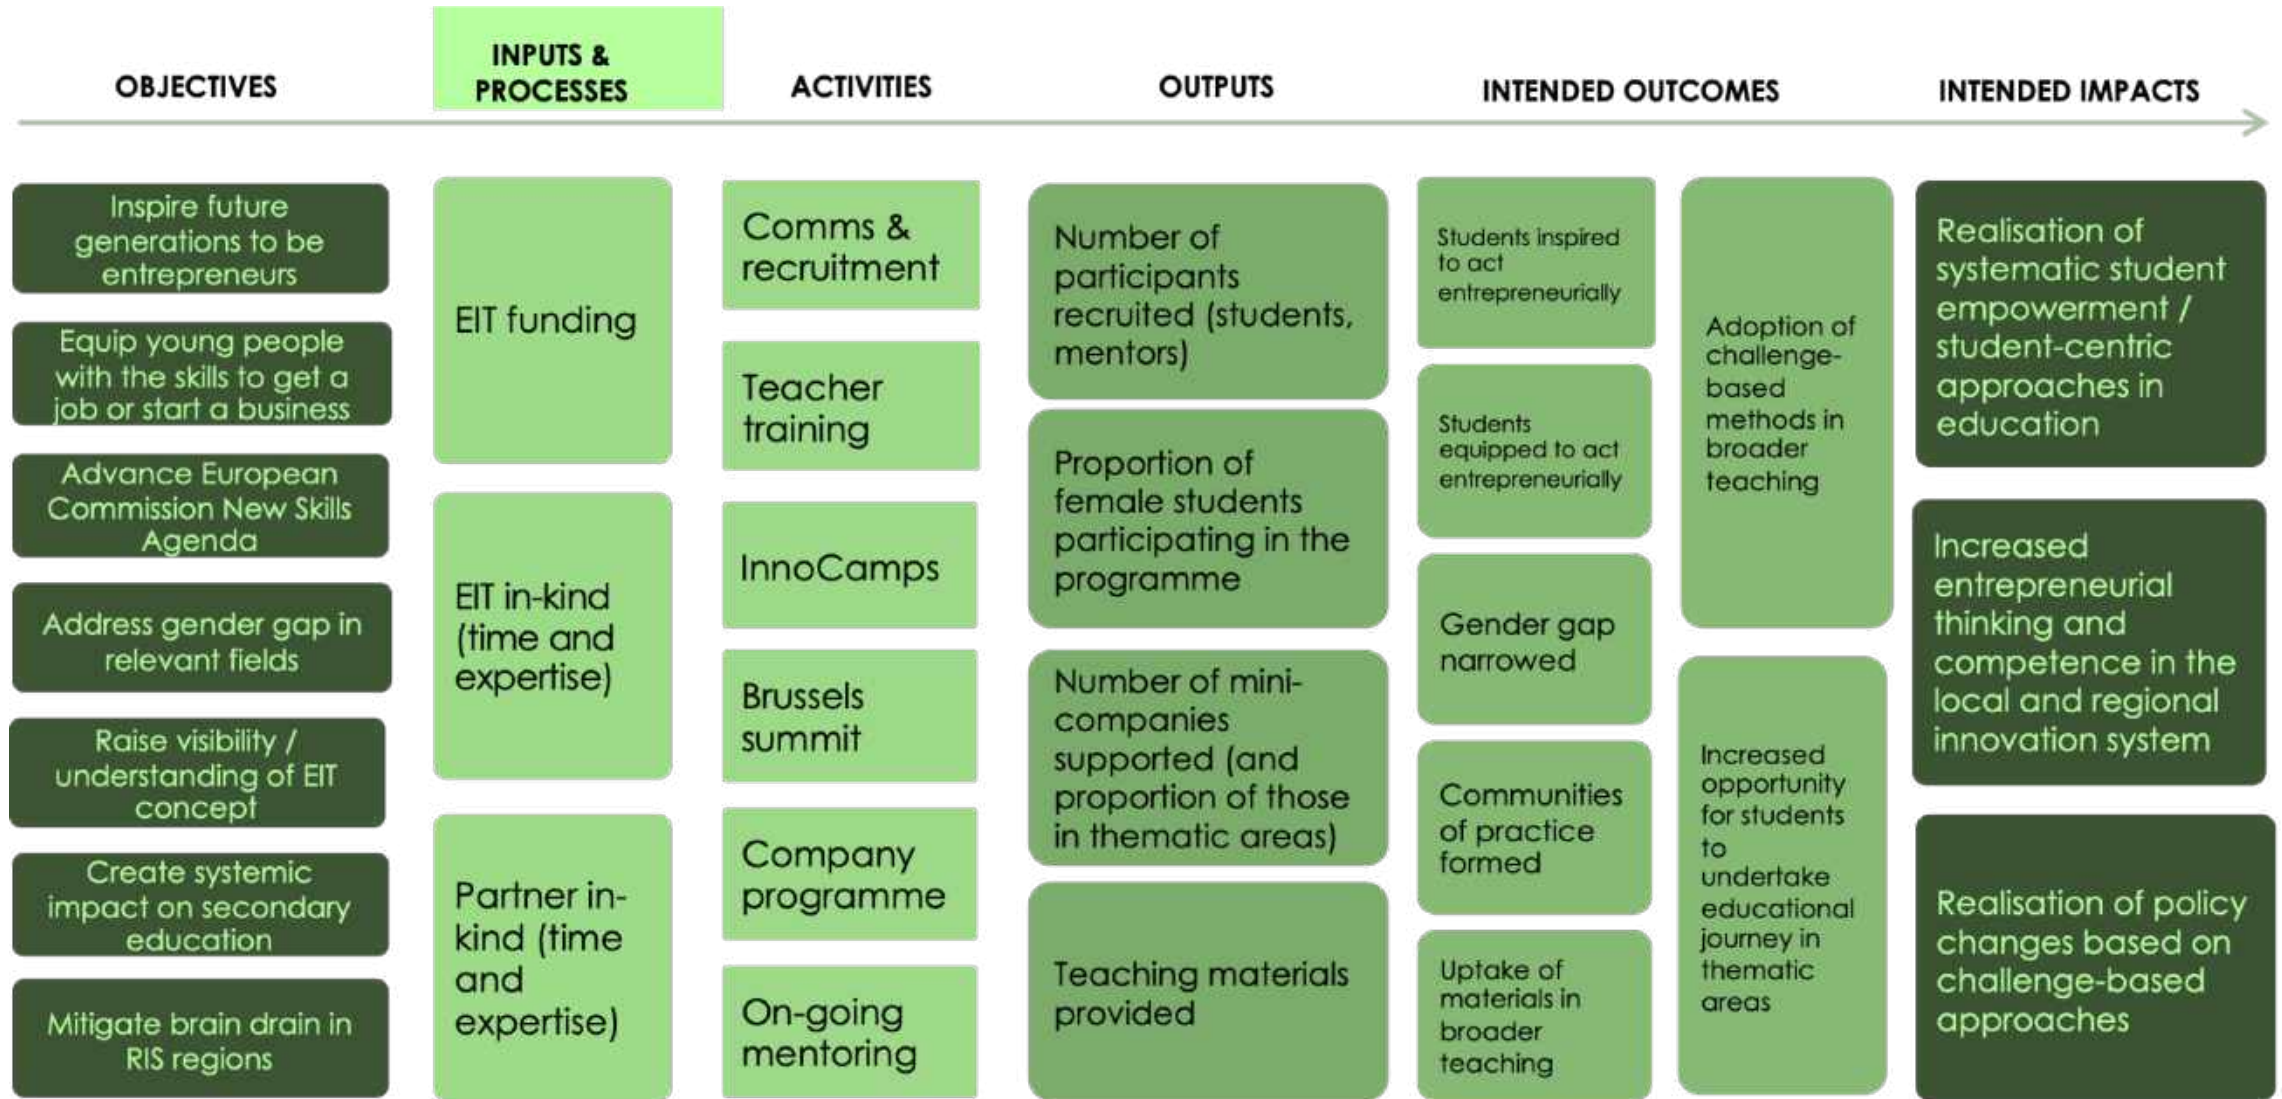 OBJECTIVES
INPUTS &
PROCESSES
ACTIVITIES
OUTPUTS
INTENDED OUTCOMES
INTENDED IMPACTS
Inspire future
generations to be
entrepreneurs
Equip young people
with the skills to get a
job or start a business
Advance European
Commission New Skills
Agenda
Address gender gap in
relevant fields
Raise visibility /
understanding of EIT
concept
Create systemic
impact on secondary
education
Mitigate brain drain in
RIS regions
EIT funding
EIT in-kind
(time and
expertise)
Partner in-
kind (time
and
expertise)
Comms &
recruitment
Teacher
training
InnoCamps
Brussels
summit
Company
programme
On-going
mentoring
Number of
participants
recruited (students,
mentors)
Proportion of
female students
participating in the
programme
Number of mini-
companies
supported (and
proportion of those
in thematic areas)
Teaching materials
provided
Students inspired
to act
entrepreneurially
Students
equipped to act
entrepreneurially
Gender gap
narrowed
Communities
of practice
formed
Uptake of
materials in
broader
teaching
Adoption of
challenge-
based
methods in
broader
teaching
Increased
opportunity
for students
to
undertake
educational
journey in
thematic
areas
Realisation of
systematic student
empowerment /
student-centric
approaches in
education
Increased
entrepreneurial
thinking and
competence in the
local and regional
innovation system
Realisation of policy
changes based on
challenge-based
approaches